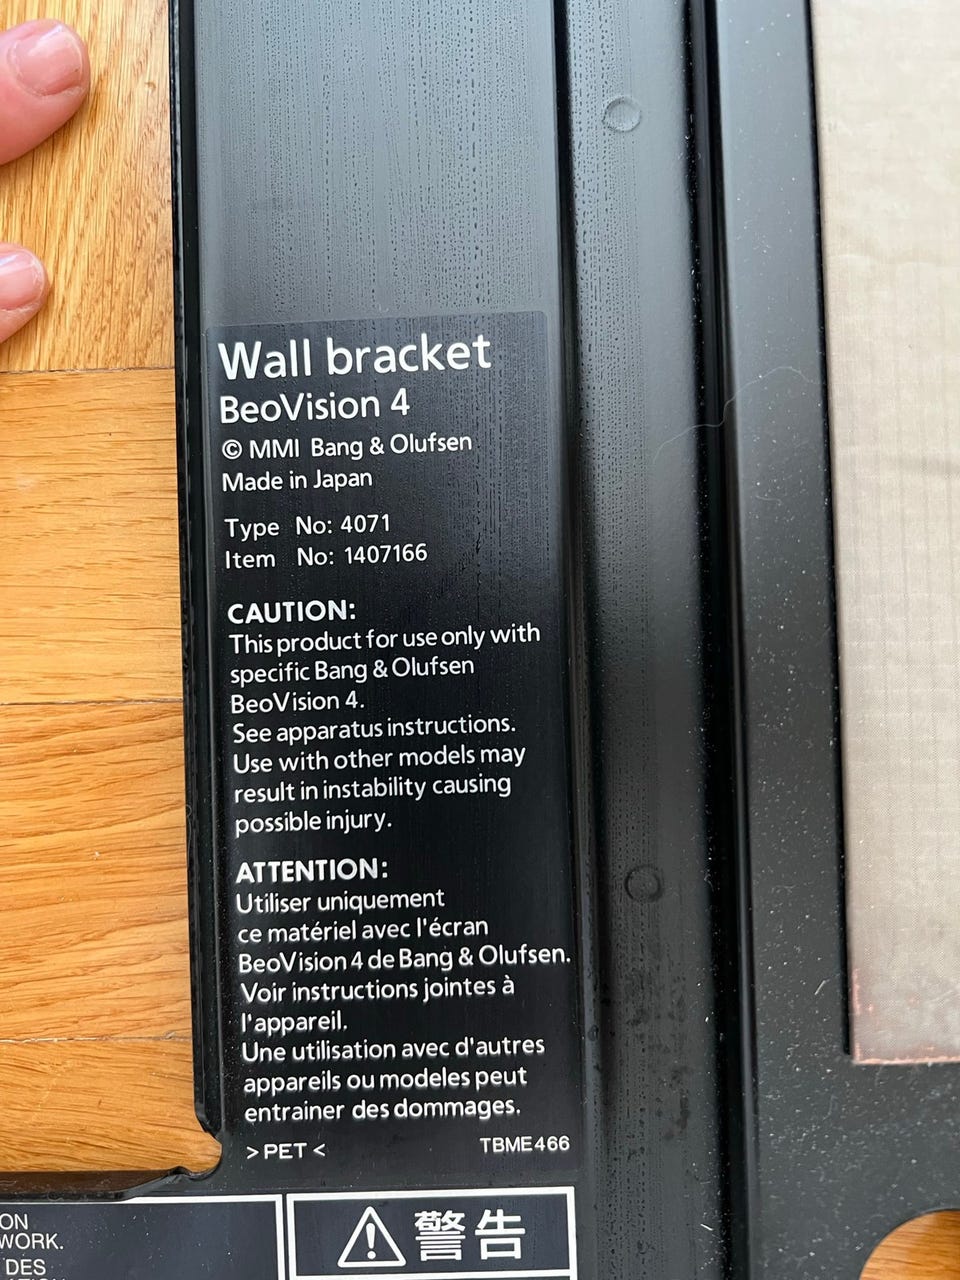 Wall bracket
BeoVision 4
© MMI Bang & Olufsen
Made in Japan
Type No: 4071
Item No: 1407166
CAUTION:
This product for use only with
specific Bang & Olufsen
BeoVision 4.
See apparatus instructions.
Use with other models may
result in instability causing
possible injury.
ATTENTION:
Utiliser uniquement
ce matériel avec l'écran
BeoVision 4 de Bang & Olufsen.
Voir instructions jointes à
l'appareil.
Une utilisation avec d'autres
appareils ou modeles peut
entrainer des dommages.
>PET< TBME466
ON
WORK.
DES
警告